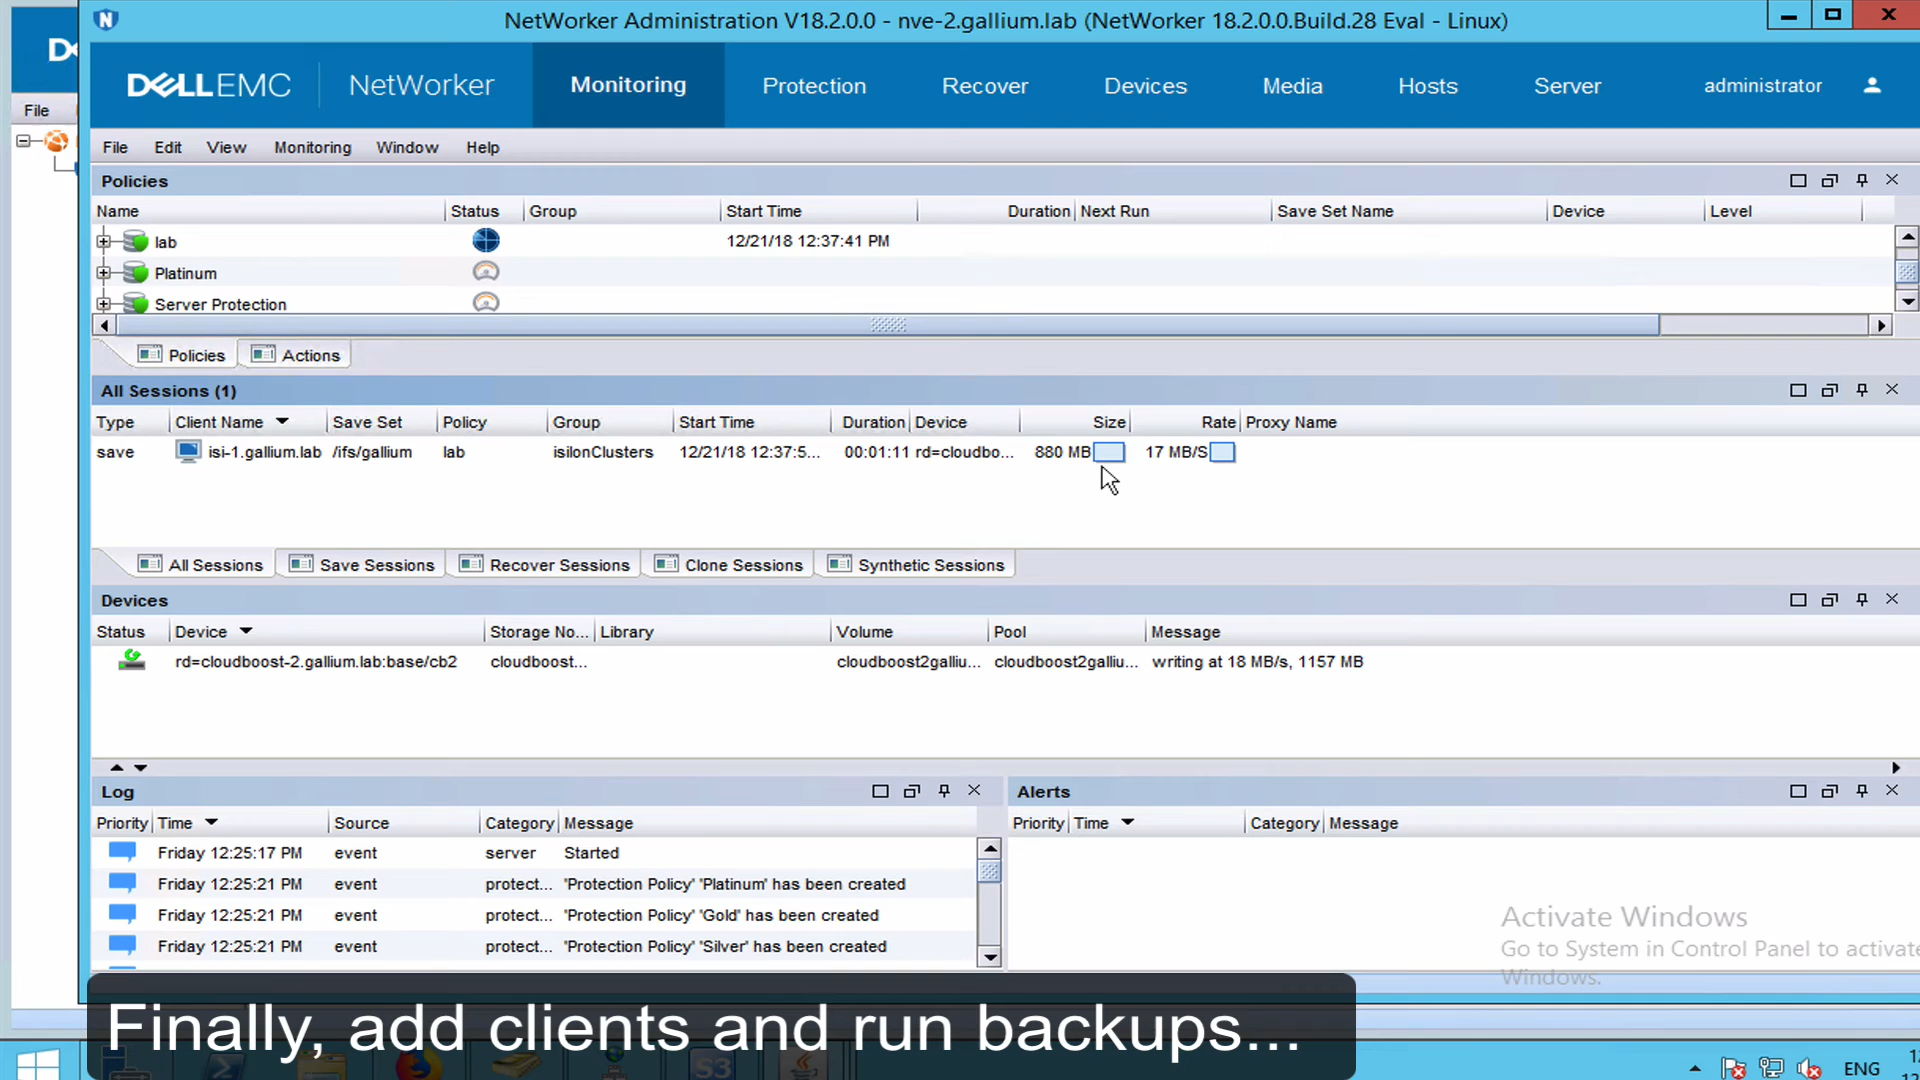 NetWorker Administration V18.2.0.0 - nve-2.gallium.lab (NetWorker 18.2.0.0.Build.28 Eval - Linux)
DELLEMC NetWorker Monitoring Protection Recover Devices Media Hosts Server administrator
File
File Edit View Monitoring Window Help
Policies
Name Status Group Start Time Duration Next Run Save Set Name Device Level
lab 12/21/18 12:37:41 PM
Platinum
Server Protection
Policies Actions
All Sessions (1)
Type Client Name Save Set Policy Group Start Time Duration Device Size Rate Proxy Name
save isi-1.gallium.lab /ifs/gallium lab isilonClusters 12/21/18 12:37:5... 00:01:11 rd=cloudbo... 880 MB 17 MB/S
All Sessions Save Sessions Recover Sessions Clone Sessions Synthetic Sessions
Devices
Status Device Storage No... Library Volume Pool Message
rd=cloudboost-2.gallium.lab:base/cb2 cloudboost... cloudboost2galliu... cloudboost2galliu... writing at 18 MB/s, 1157 MB
Log
Priority Time Source Category Message
Friday 12:25:17 PM event server Started
Friday 12:25:21 PM event protect... 'Protection Policy' 'Platinum' has been created
Friday 12:25:21 PM event protect... 'Protection Policy' 'Gold' has been created
Friday 12:25:21 PM event protect... 'Protection Policy' 'Silver' has been created
Alerts
Priority Time Category Message
Activate Windows
Go to System in Control Panel to activate
Windows.
Finally, add clients and run backups...
S3
ENG